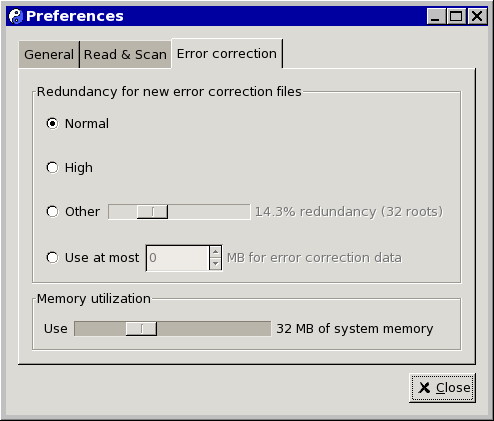 Preferences
General Read & Scan Error correction
Redundancy for new error correction files
Normal
High
Other 14.3% redundancy (32 roots)
Use at most 0 MB for error correction data
Memory utilization
Use 32 MB of system memory
Close